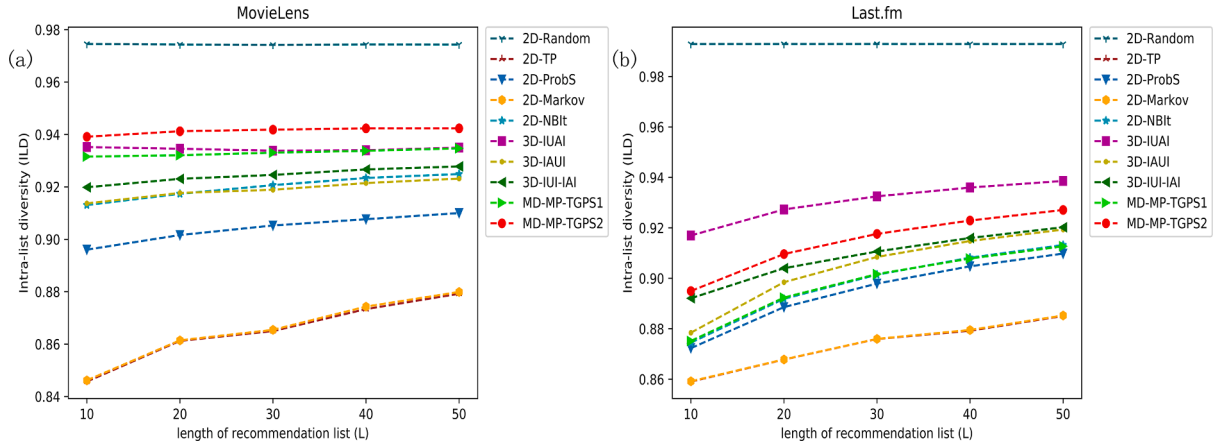 MovieLens
(a)
Intra-list diversity (ILD)
0.98
0.96
0.94
0.92
0.90
0.88
0.86
0.84
10 20 30 40 50
length of recommendation list (L)
2D-Random
2D-TP
2D-ProbS
2D-Markov
2D-NBIt
3D-IUAI
3D-IAUI
3D-IUI-IAI
MD-MP-TGPS1
MD-MP-TGPS2
Last.fm
(b)
Intra-list diversity (ILD)
0.98
0.96
0.94
0.92
0.90
0.88
0.86
10 20 30 40 50
length of recommendation list (L)
2D-Random
2D-TP
2D-ProbS
2D-Markov
2D-NBIt
3D-IUAI
3D-IAUI
3D-IUI-IAI
MD-MP-TGPS1
MD-MP-TGPS2